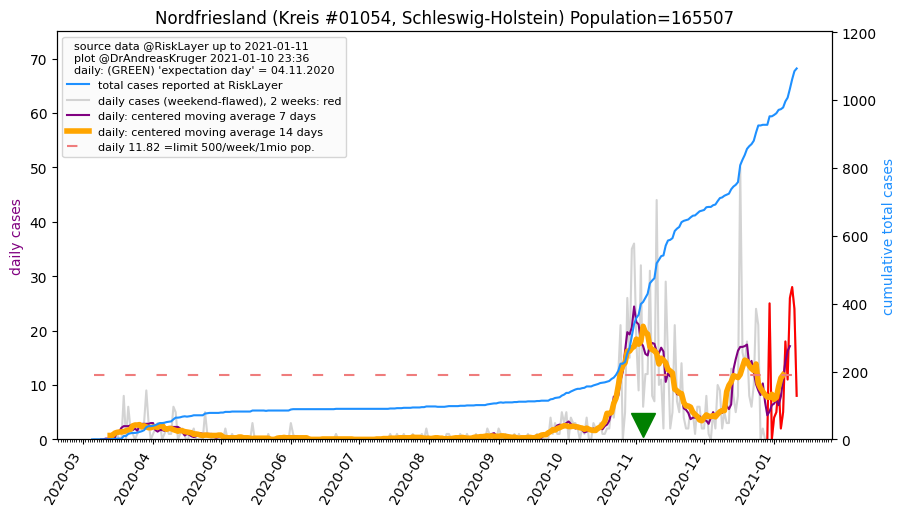 Nordfriesland (Kreis #01054, Schleswig-Holstein) Population=165507
source data @RiskLayer up to 2021-01-11
plot @DrAndreasKruger 2021-01-10 23:36
daily: (GREEN) 'expectation day' = 04.11.2020
total cases reported at RiskLayer
daily cases (weekend-flawed), 2 weeks: red
daily: centered moving average 7 days
daily: centered moving average 14 days
daily 11.82 =limit 500/week/1mio pop.
daily cases
70
60
50
40
30
20
10
0
1200
1000
800
600
400
200
0
cumulative total cases
2020-03
2020-04
2020-05
2020-06
2020-07
2020-08
2020-09
2020-10
2020-11
2020-12
2021-01